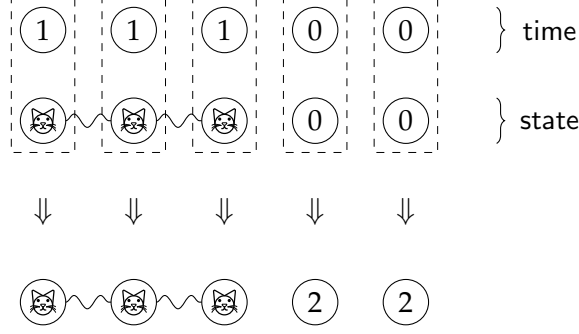 1 1 1 0 0 } time
0 0 } state
⇓ ⇓ ⇓ ⇓ ⇓
2 2